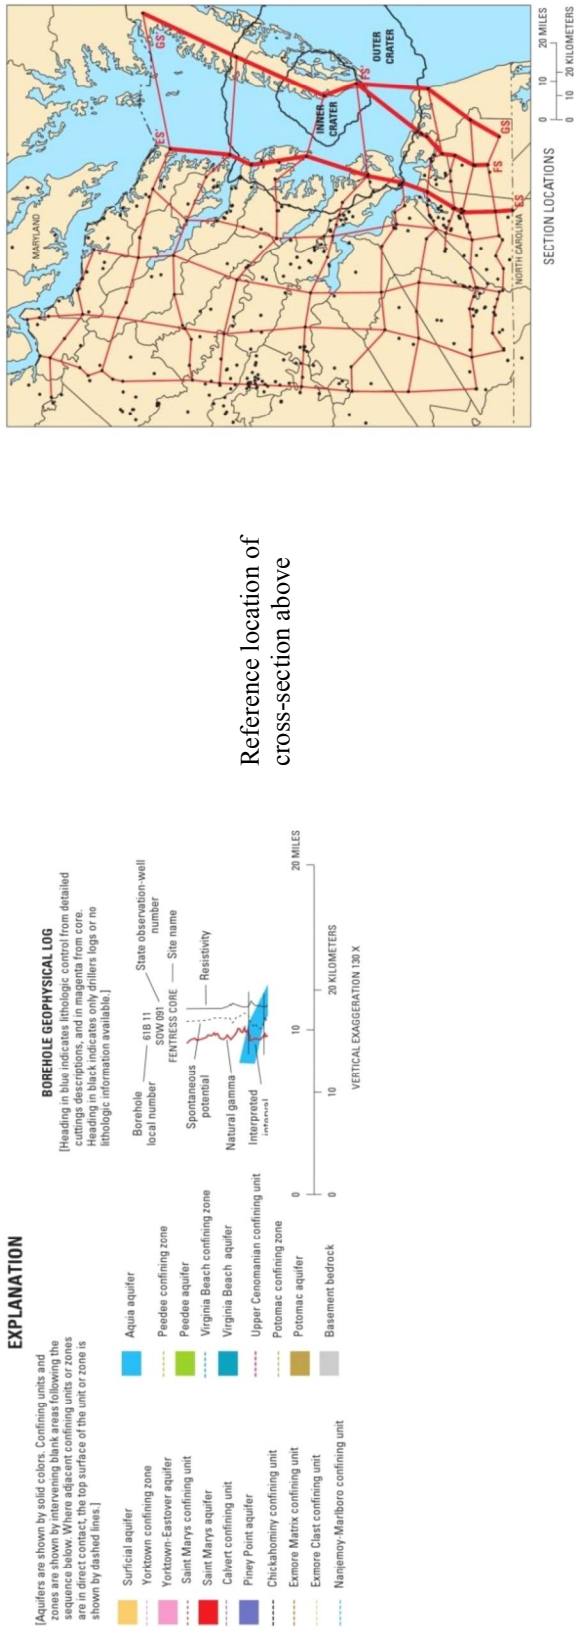 EXPLANATION
[Aquifers are shown by solid colors. Confining units and
zones are shown by intervening blank areas following the
sequence below. Where adjacent confining units or zones
are in direct contact, the top surface of the unit or zone is
shown by dashed lines.]
Surficial aquifer
Yorktown confining zone
Yorktown-Eastover aquifer
Saint Marys confining unit
Saint Marys aquifer
Calvert confining unit
Piney Point aquifer
Chickahominy confining unit
Exmore Matrix confining unit
Exmore Clast confining unit
Nanjemoy-Marlboro confining unit
Aquia aquifer
Peedee confining zone
Peedee aquifer
Virginia Beach confining zone
Virginia Beach aquifer
Upper Cenomanian confining unit
Potomac confining zone
Potomac aquifer
Basement bedrock
BOREHOLE GEOPHYSICAL LOG
[Heading in blue indicates lithologic control from detailed
cuttings descriptions, and in magenta from core.
Heading in black indicates only drillers logs or no
lithologic information available.]
Borehole
local number
61B 11
SOW 091
FENTRESS CORE
State observation-well
number
Site name
Spontaneous
potential
Natural gamma
Resistivity
Interpreted
interval
0 10 20 MILES
0 10 20 KILOMETERS
VERTICAL EXAGGERATION 130 X
Reference location of
cross-section above
MARYLAND
GS'
ES'
FS'
OUTER
CRATER
INNER
CRATER
GS
FS
ES
NORTH CAROLINA
SECTION LOCATIONS
0 10 20 MILES
0 10 20 KILOMETERS